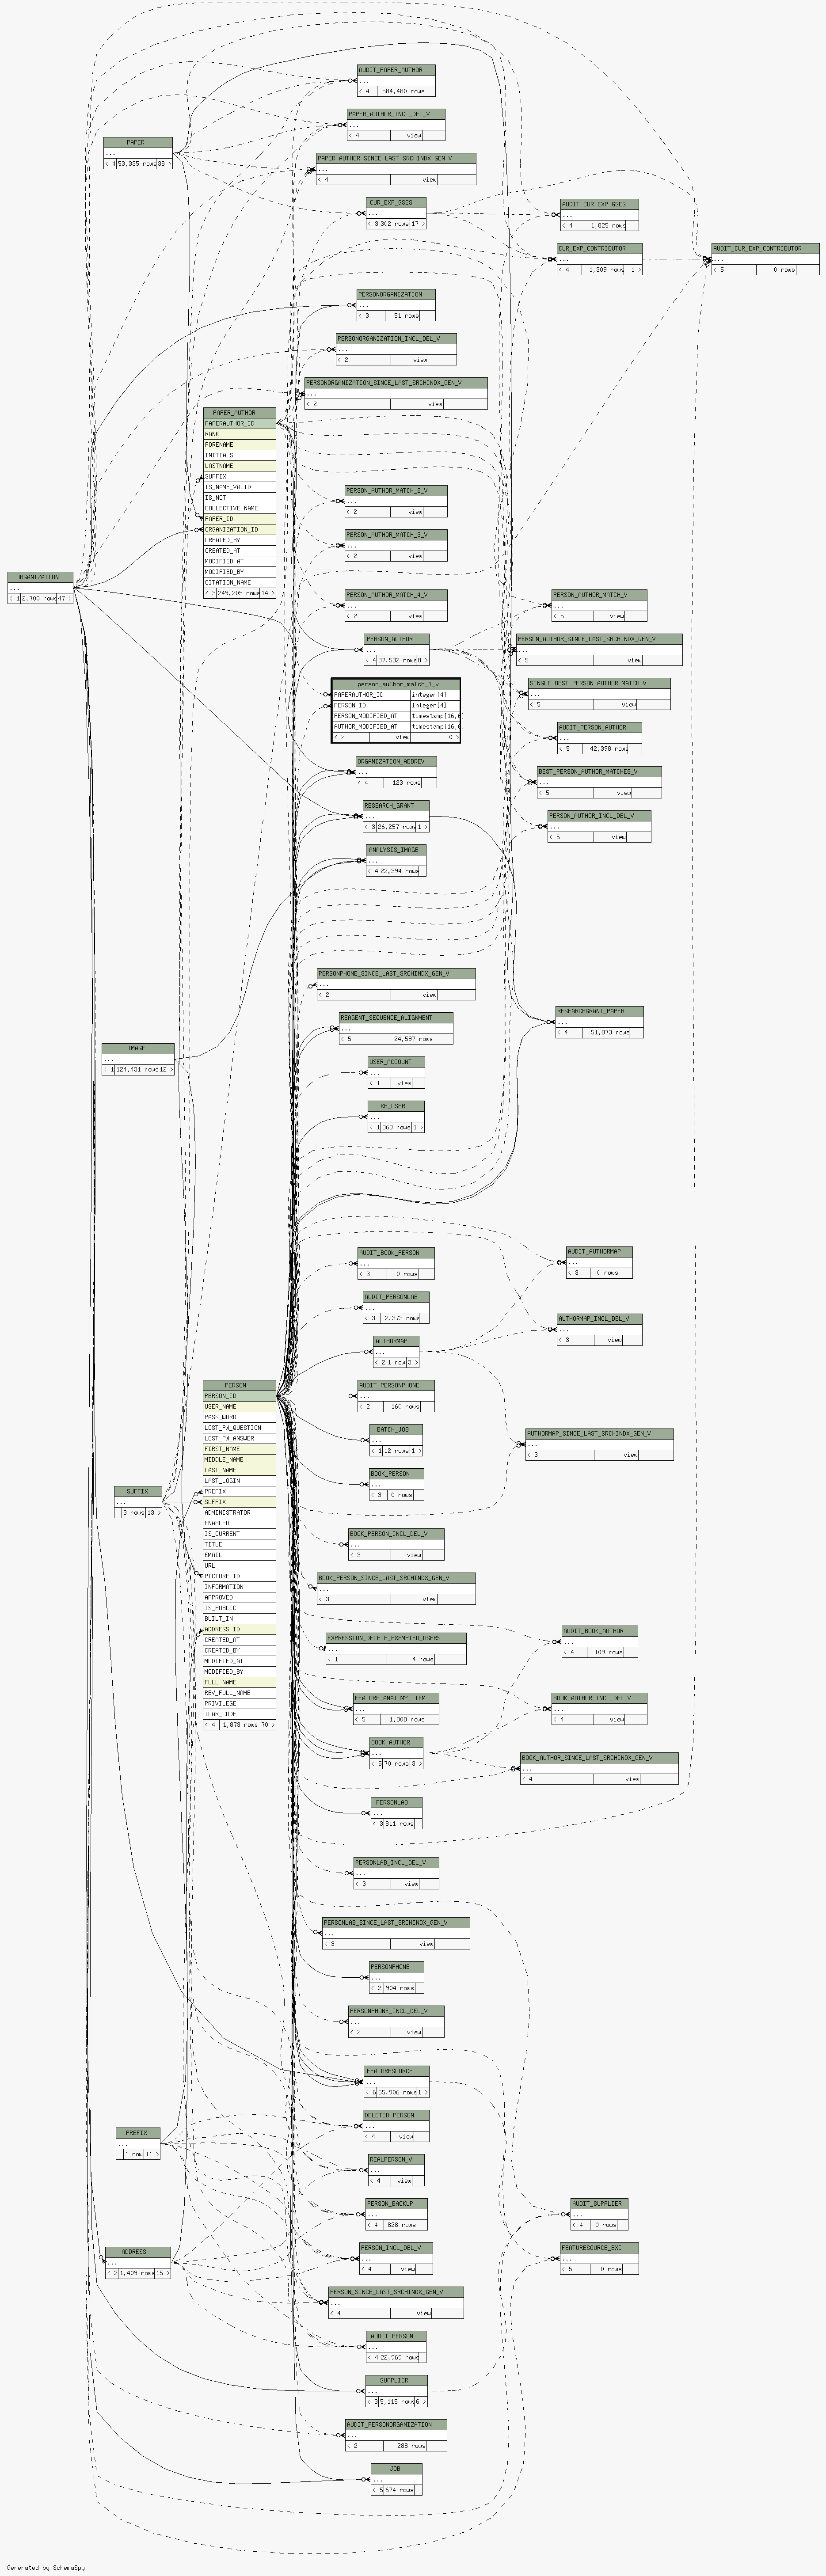 AUDIT_PAPER_AUTHOR
...
< 4 584,480 rows
PAPER_AUTHOR_INCL_DEL_V
...
< 4 view
PAPER
...
< 4 53,335 rows 38 >
PAPER_AUTHOR_SINCE_LAST_SRCHINDX_GEN_V
...
< 4 view
CUR_EXP_GSES
...
< 3 302 rows 17 >
AUDIT_CUR_EXP_GSES
...
< 4 1,825 rows
CUR_EXP_CONTRIBUTOR
...
< 4 1,309 rows 1 >
AUDIT_CUR_EXP_CONTRIBUTOR
...
< 5 0 rows
PERSONORGANIZATION
...
< 3 51 rows
PERSONORGANIZATION_INCL_DEL_V
...
< 2 view
PERSONORGANIZATION_SINCE_LAST_SRCHINDX_GEN_V
...
< 2 view
PAPER_AUTHOR
PAPERAUTHOR_ID
RANK
FORENAME
INITIALS
LASTNAME
SUFFIX
IS_NAME_VALID
IS_NOT
COLLECTIVE_NAME
PAPER_ID
ORGANIZATION_ID
CREATED_BY
CREATED_AT
MODIFIED_AT
MODIFIED_BY
CITATION_NAME
< 3 249,205 rows 14 >
PERSON_AUTHOR_MATCH_2_V
...
< 2 view
PERSON_AUTHOR_MATCH_3_V
...
< 2 view
ORGANIZATION
...
< 1 2,700 rows 47 >
PERSON_AUTHOR_MATCH_4_V
...
< 2 view
PERSON_AUTHOR_MATCH_V
...
< 5 view
PERSON_AUTHOR
...
< 4 37,532 rows 8 >
PERSON_AUTHOR_SINCE_LAST_SRCHINDX_GEN_V
...
< 5 view
person_author_match_1_v
PAPERAUTHOR_ID integer[4]
PERSON_ID integer[4]
PERSON_MODIFIED_AT timestamp[16,6]
AUTHOR_MODIFIED_AT timestamp[16,6]
< 2 view 0 >
SINGLE_BEST_PERSON_AUTHOR_MATCH_V
...
< 5 view
AUDIT_PERSON_AUTHOR
...
< 5 42,398 rows
ORGANIZATION_ABBREV
...
< 4 123 rows
BEST_PERSON_AUTHOR_MATCHES_V
...
< 5 view
RESEARCH_GRANT
...
< 3 26,257 rows 1 >
PERSON_AUTHOR_INCL_DEL_V
...
< 5 view
ANALYSIS_IMAGE
...
< 4 22,394 rows
PERSONPHONE_SINCE_LAST_SRCHINDX_GEN_V
...
< 2 view
REAGENT_SEQUENCE_ALIGNMENT
...
< 5 24,597 rows
RESEARCHGRANT_PAPER
...
< 4 51,873 rows
IMAGE
...
< 1 124,431 rows 12 >
USER_ACCOUNT
...
< 1 view
XB_USER
...
< 1 369 rows 1 >
AUDIT_BOOK_PERSON
...
< 3 0 rows
AUDIT_AUTHORMAP
...
< 3 0 rows
AUDIT_PERSONLAB
...
< 3 2,373 rows
AUTHORMAP_INCL_DEL_V
...
< 3 view
AUTHORMAP
...
< 2 1 row 3 >
AUDIT_PERSONPHONE
...
< 2 160 rows
BATCH_JOB
...
< 1 12 rows 1 >
AUTHORMAP_SINCE_LAST_SRCHINDX_GEN_V
...
< 3 view
BOOK_PERSON
...
< 3 0 rows
PERSON
PERSON_ID
USER_NAME
PASS_WORD
LOST_PW_QUESTION
LOST_PW_ANSWER
FIRST_NAME
MIDDLE_NAME
LAST_NAME
LAST_LOGIN
PREFIX
SUFFIX
ADMINISTRATOR
ENABLED
IS_CURRENT
TITLE
EMAIL
URL
PICTURE_ID
INFORMATION
APPROVED
IS_PUBLIC
BUILT_IN
ADDRESS_ID
CREATED_AT
CREATED_BY
MODIFIED_AT
MODIFIED_BY
FULL_NAME
REV_FULL_NAME
PRIVILEGE
ILAR_CODE
< 4 1,873 rows 70 >
SUFFIX
...
3 rows 13 >
BOOK_PERSON_INCL_DEL_V
...
< 3 view
BOOK_PERSON_SINCE_LAST_SRCHINDX_GEN_V
...
< 3 view
EXPRESSION_DELETE_EXEMPTED_USERS
...
< 1 4 rows
AUDIT_BOOK_AUTHOR
...
< 4 109 rows
FEATURE_ANATOMY_ITEM
...
< 5 1,808 rows
BOOK_AUTHOR_INCL_DEL_V
...
< 4 view
BOOK_AUTHOR
...
< 5 70 rows 3 >
BOOK_AUTHOR_SINCE_LAST_SRCHINDX_GEN_V
...
< 4 view
PERSONLAB
...
< 3 811 rows
PERSONLAB_INCL_DEL_V
...
< 3 view
PERSONLAB_SINCE_LAST_SRCHINDX_GEN_V
...
< 3 view
PERSONPHONE
...
< 2 904 rows
PERSONPHONE_INCL_DEL_V
...
< 2 view
FEATURESOURCE
...
< 6 55,906 rows 1 >
DELETED_PERSON
...
< 4 view
PREFIX
...
1 row 11 >
REALPERSON_V
...
< 4 view
PERSON_BACKUP
...
< 4 828 rows
AUDIT_SUPPLIER
...
< 4 0 rows
PERSON_INCL_DEL_V
...
< 4 view
FEATURESOURCE_EXC
...
< 5 0 rows
ADDRESS
...
< 2 1,409 rows 15 >
PERSON_SINCE_LAST_SRCHINDX_GEN_V
...
< 4 view
AUDIT_PERSON
...
< 4 22,969 rows
SUPPLIER
...
< 3 5,115 rows 6 >
AUDIT_PERSONORGANIZATION
...
< 2 288 rows
JOB
...
< 5 674 rows
Generated by SchemaSpy